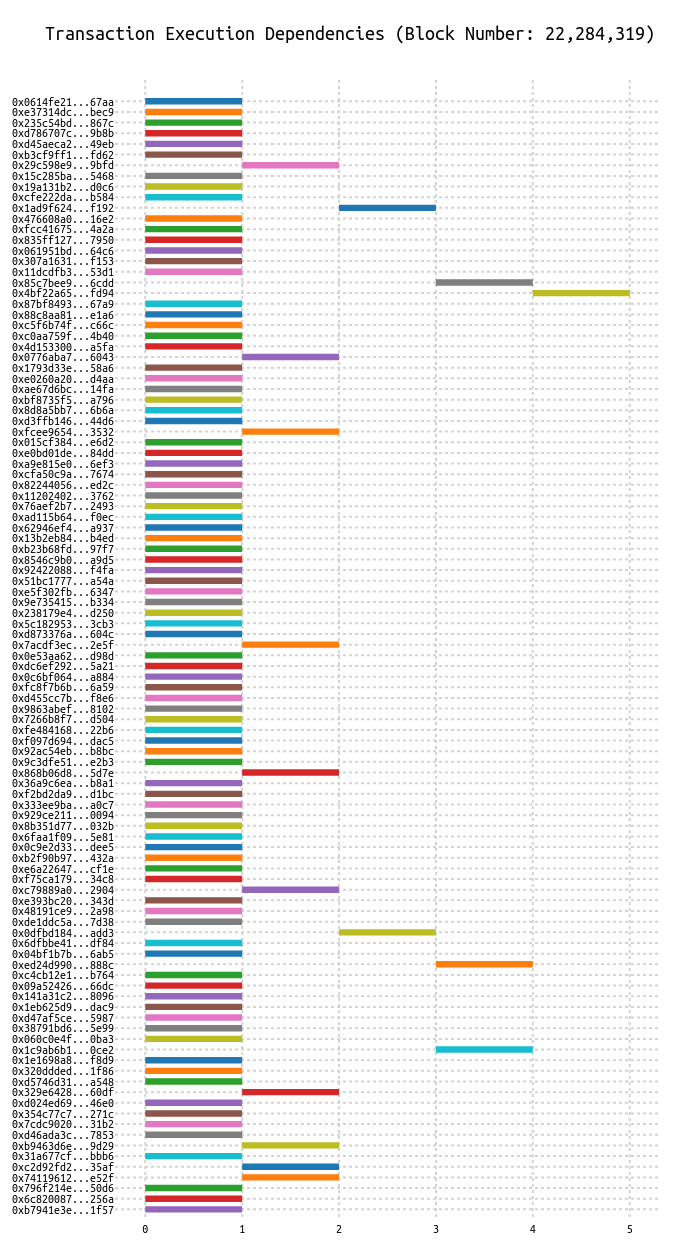 Transaction Execution Dependencies (Block Number: 22,284,319)
0x0614fe21...67aa
0xe37314dc...bec9
0x235c54bd...867c
0xd786707c...9b8b
0xd45aeca2...49eb
0xb3cf9ff1...fd62
0x29c598e9...9bfd
0x15c285ba...5468
0x19a131b2...d0c6
0xcfe222da...b584
0x1ad9f624...f192
0x476608a0...16e2
0xfcc41675...4a2a
0x835ff127...7950
0x061951bd...64c6
0x307a1631...f153
0x11dcdfb3...53d1
0x85c7bee9...6cdd
0x4bf22a65...fd94
0x87bf8493...67a9
0x88c8aa81...e1a6
0xc5f6b74f...c66c
0xc0aa759f...4b40
0x4d153300...a5fa
0x0776aba7...6043
0x1793d33e...58a6
0xe0260a20...d4aa
0xae67d6bc...14fa
0xbf8735f5...a796
0x8d8a5bb7...6b6a
0xd3ffb146...44d6
0xfcee9654...3532
0x015cf384...e6d2
0xe0bd01de...84dd
0xa9e815e0...6ef3
0xcfa50c9a...7674
0x82244056...ed2c
0x11202402...3762
0x76aef2b7...2493
0xad115b64...f0ec
0x62946ef4...a937
0x13b2eb84...b4ed
0xb23b68fd...97f7
0x8546c9b0...a9d5
0x92422088...f4fa
0x51bc1777...a54a
0xe5f302fb...6347
0x9e735415...b334
0x238179e4...d250
0x5c182953...3cb3
0xd873376a...604c
0x7acdf3ec...2e5f
0x0e53aa62...d98d
0xdc6ef292...5a21
0x0c6bf064...a884
0xfc8f7b6b...6a59
0xd455cc7b...f8e6
0x9863abef...8102
0x7266b8f7...d504
0xfe484168...22b6
0xf097d694...dac5
0x92ac54eb...b8bc
0x9c3dfe51...e2b3
0x868b06d8...5d7e
0x36a9c6ea...b8a1
0xf2bd2da9...d1bc
0x333ee9ba...a0c7
0x929ce211...0094
0x8b351d77...032b
0x6faa1f09...5e81
0x0c9e2d33...dee5
0xb2f90b97...432a
0xe6a22647...cf1e
0xf75ca179...34c8
0xc79889a0...2904
0xe393bc20...343d
0x48191ce9...2a98
0xde1ddc5a...7d38
0x0dfbd184...add3
0x6dfbbe41...df84
0x04bf1b7b...6ab5
0xed24d990...888c
0xc4cb12e1...b764
0x09a52426...66dc
0x141a31c2...8096
0x1eb625d9...dac9
0xd47af5ce...5987
0x38791bd6...5e99
0x060c0e4f...0ba3
0x1c9ab6b1...0ce2
0x1e1698a8...f8d9
0x320ddded...1f86
0xd5746d31...a548
0x329e6428...60df
0xd024ed69...46e0
0x354c77c7...271c
0x7cdc9020...31b2
0xd46ada3c...7853
0xb9463d6e...9d29
0x31a677cf...bbb6
0xc2d92fd2...35af
0x74119612...e52f
0x796f214e...50d6
0x6c820087...256a
0xb7941e3e...1f57
0 1 2 3 4 5